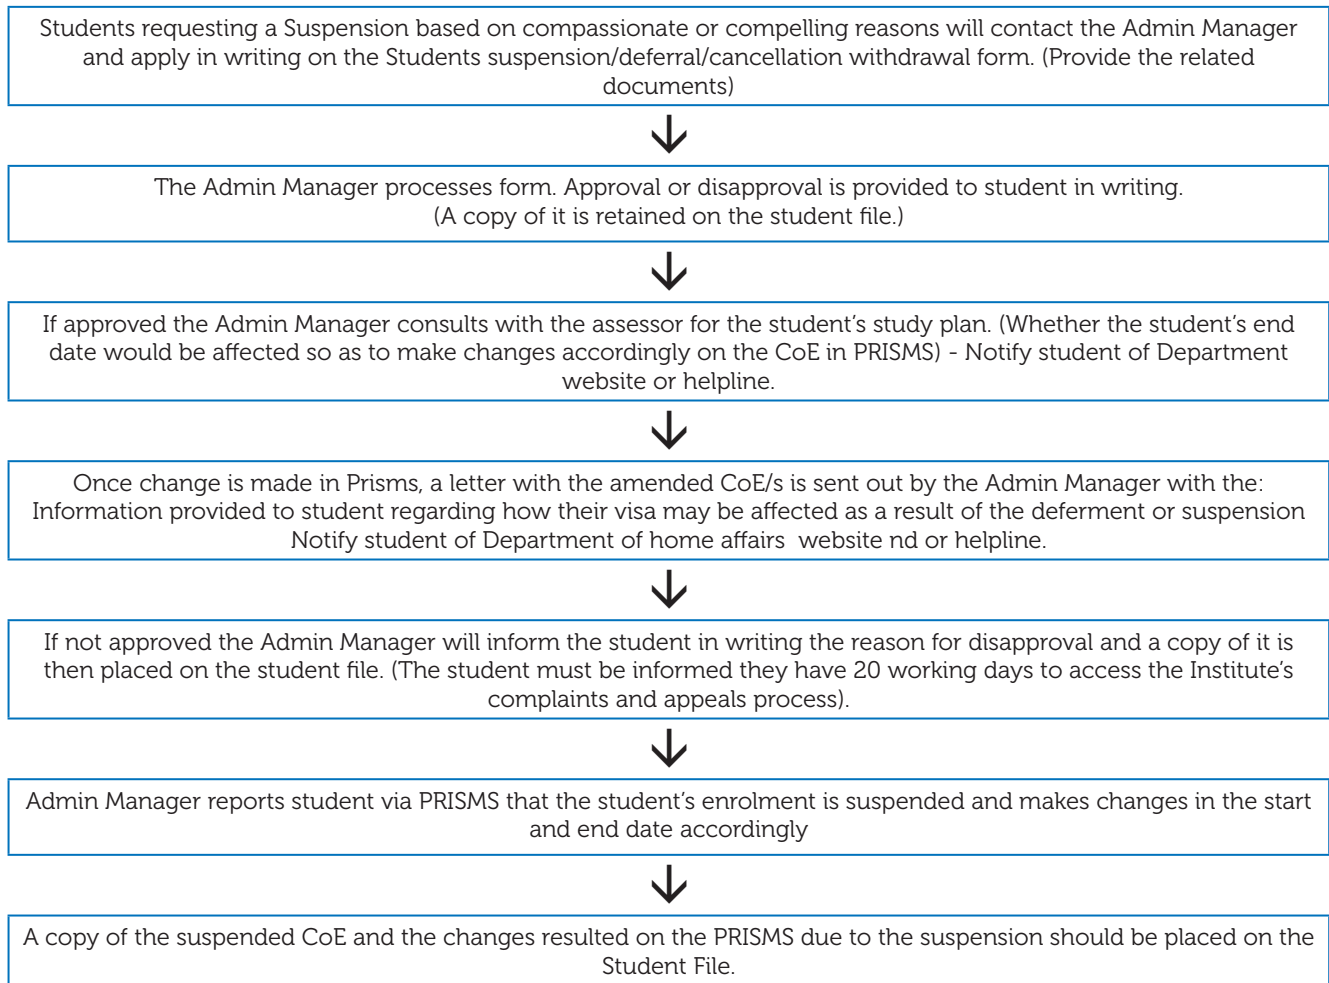 Students requesting a Suspension based on compassionate or compelling reasons will contact the Admin Manager
and apply in writing on the Students suspension/deferral/cancellation withdrawal form. (Provide the related
documents)
The Admin Manager processes form. Approval or disapproval is provided to student in writing.
(A copy of it is retained on the student file.)
If approved the Admin Manager consults with the assessor for the student's study plan. (Whether the student's end
date would be affected so as to make changes accordingly on the CoE in PRISMS) - Notify student of Department
website or helpline.
Once change is made in Prisms, a letter with the amended CoE/s is sent out by the Admin Manager with the:
Information provided to student regarding how their visa may be affected as a result of the deferment or suspension
Notify student of Department of home affairs website nd or helpline.
If not approved the Admin Manager will inform the student in writing the reason for disapproval and a copy of it is
then placed on the student file. (The student must be informed they have 20 working days to access the Institute's
complaints and appeals process).
Admin Manager reports student via PRISMS that the student's enrolment is suspended and makes changes in the start
and end date accordingly
A copy of the suspended CoE and the changes resulted on the PRISMS due to the suspension should be placed on the
Student File.